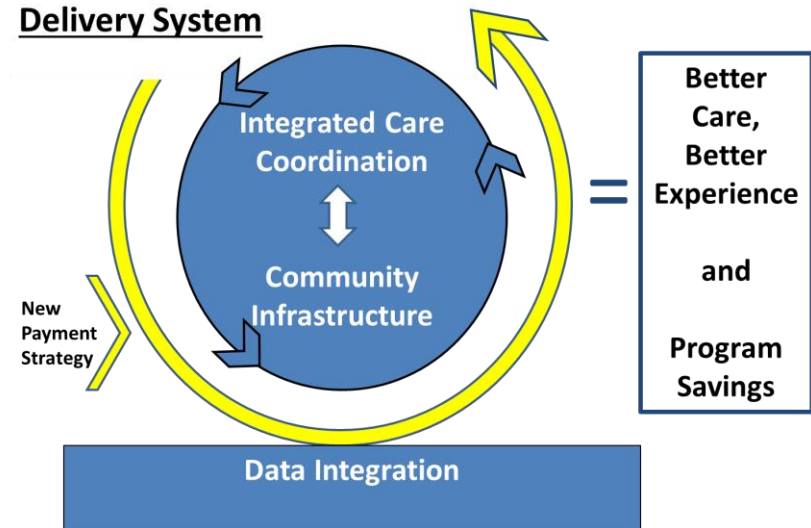 Delivery System
Integrated Care
Coordination
Community
Infrastructure
New
Payment
Strategy
Data Integration
=
Better
Care,
Better
Experience
and
Program
Savings